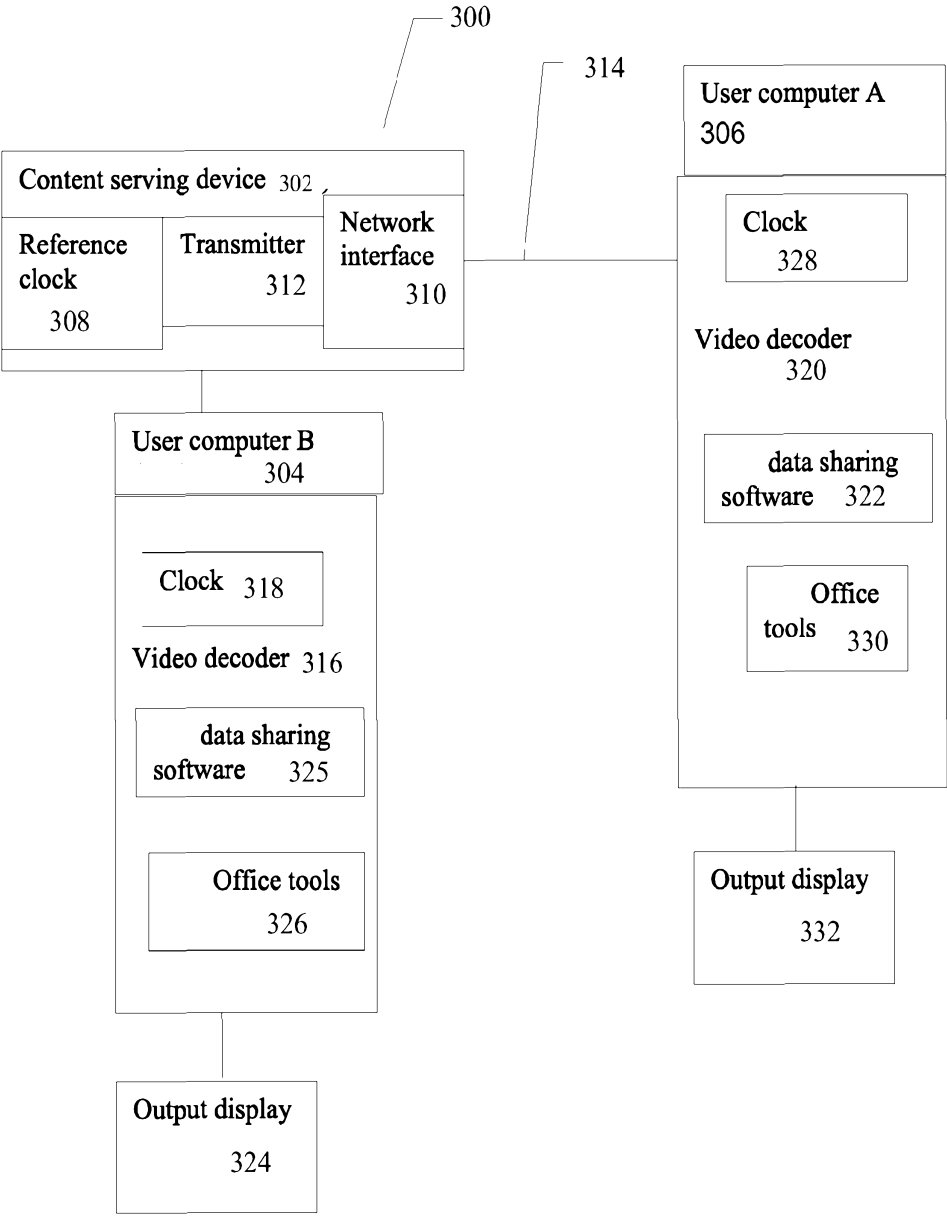 300
314
User computer A
306
Content serving device 302 ,
Reference
clock
308
Transmitter
312
Network
interface
310
Clock
328
Video decoder
320
data sharing
software 322
Office
tools 330
Output display
332
User computer B
304
Clock 318
Video decoder 316
data sharing
software 325
Office tools
326
Output display
324